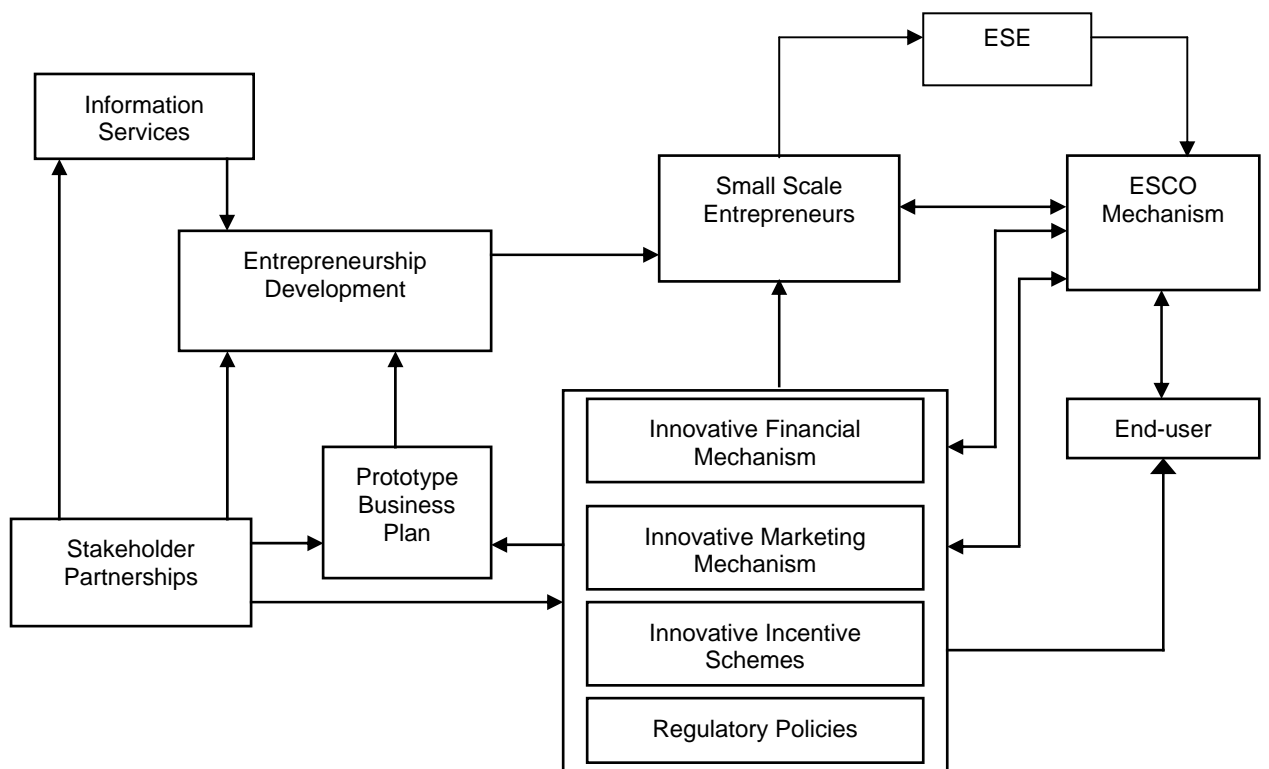 ESE
Information
Services
Small Scale
Entrepreneurs
ESCO
Mechanism
Entrepreneurship
Development
Innovative Financial
Mechanism
End-user
Prototype
Business
Plan
Stakeholder
Partnerships
Innovative Marketing
Mechanism
Innovative Incentive
Schemes
Regulatory Policies